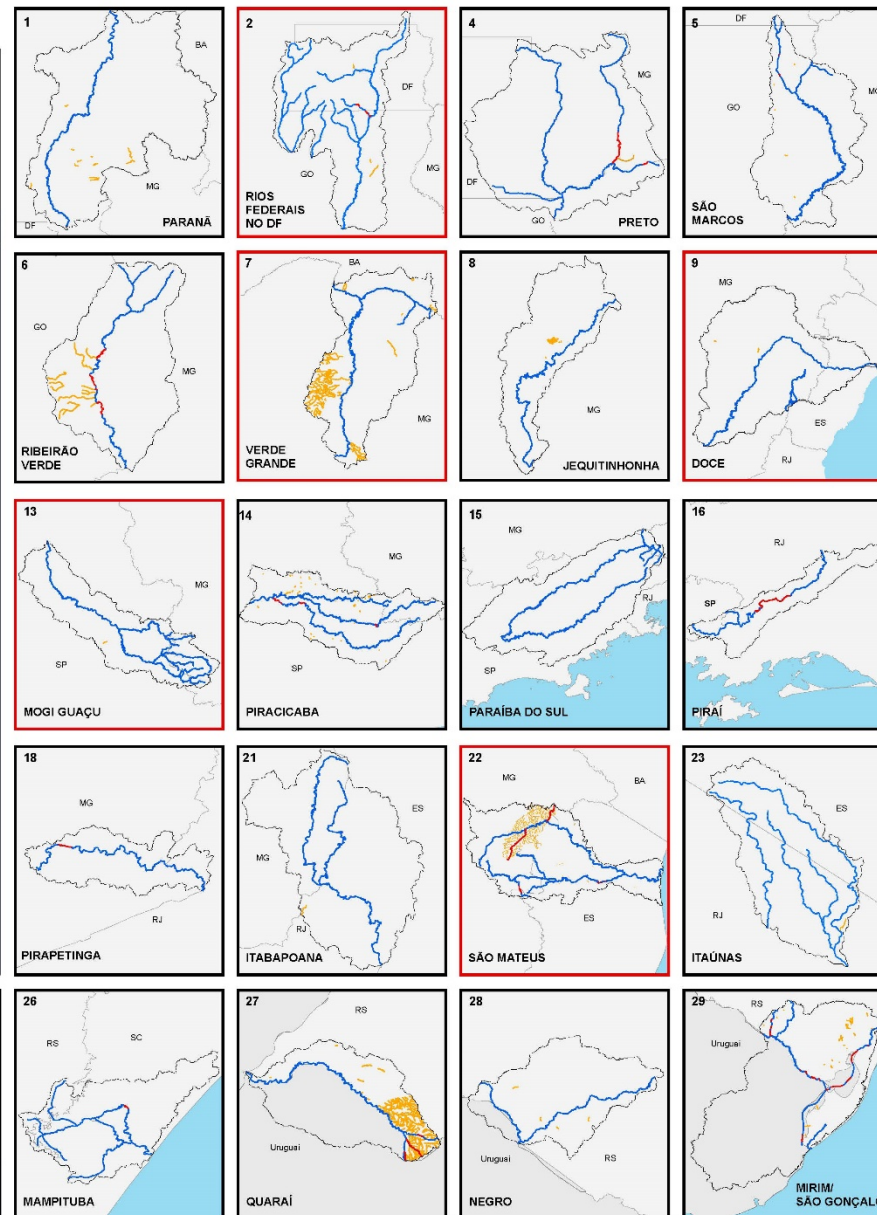 1
BA
MG
DF
PARANÃ
2
DF
GO
MG
RIOS
FEDERAIS
NO DF
4
MG
DF
GO
PRETO
5
DF
GO
MG
SÃO
MARCOS
6
GO
MG
RIBEIRÃO
VERDE
7
BA
MG
VERDE
GRANDE
8
MG
JEQUITINHONHA
9
MG
ES
RJ
DOCE
13
MG
SP
MOGI GUAÇU
14
MG
SP
PIRACICABA
15
MG
RJ
SP
PARAÍBA DO SUL
16
RJ
SP
PIRAÍ
18
MG
RJ
PIRAPETINGA
21
ES
MG
RJ
ITABAPOANA
22
MG
BA
ES
SÃO MATEUS
23
ES
RJ
ITAÚNAS
26
RS
SC
MAMPITUBA
27
RS
Uruguai
QUARAÍ
28
RS
Uruguai
RS
NEGRO
29
RS
Uruguai
MIRIM/
SÃO GONÇALO